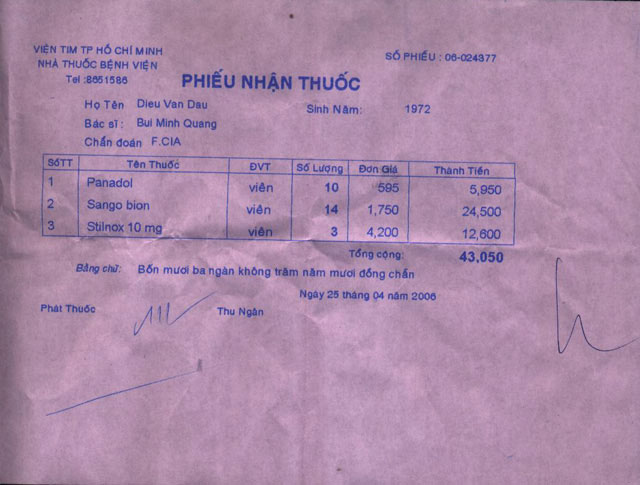 VIỆN TIM TP HỒ CHÍ MINH
SỐ PHIẾU : 06-024377
NHÀ THUỐC BỆNH VIỆN
Tel :8651586
PHIẾU NHẬN THUỐC
Họ Tên Dieu Van Dau Sinh Năm: 1972
Bác sĩ : Bui Minh Quang
Chẩn đoán F.CIA
SốTT Tên Thuốc ĐVT Số Lượng Đơn Giá Thành Tiền
1 Panadol viên 10 595 5,950
2 Sango bion viên 14 1,750 24,500
3 Stilnox 10 mg viên 3 4,200 12,600
Tổng cộng: 43,050
Bằng chữ: Bốn mươi ba ngàn không trăm năm mươi đồng chẵn
Ngày 25 tháng 04 năm 2006
Phát Thuốc Thu Ngân